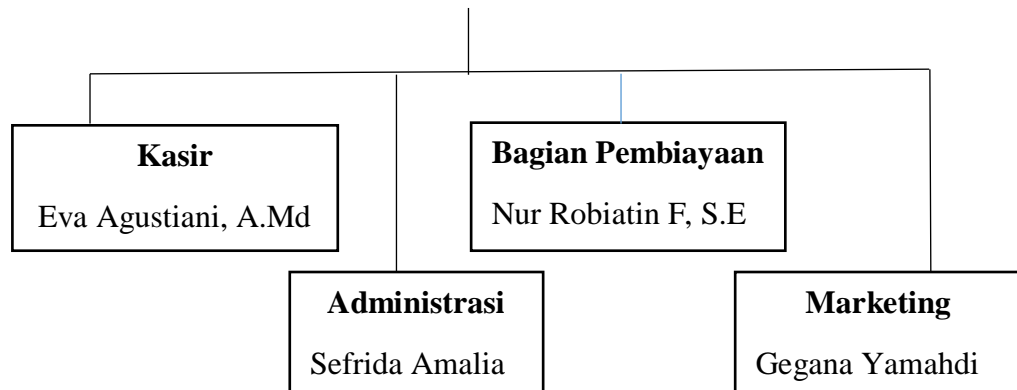 Kasir
Eva Agustiani, A.Md
Bagian Pembiayaan
Nur Robiatin F, S.E
Administrasi
Sefrida Amalia
Marketing
Gegana Yamahdi